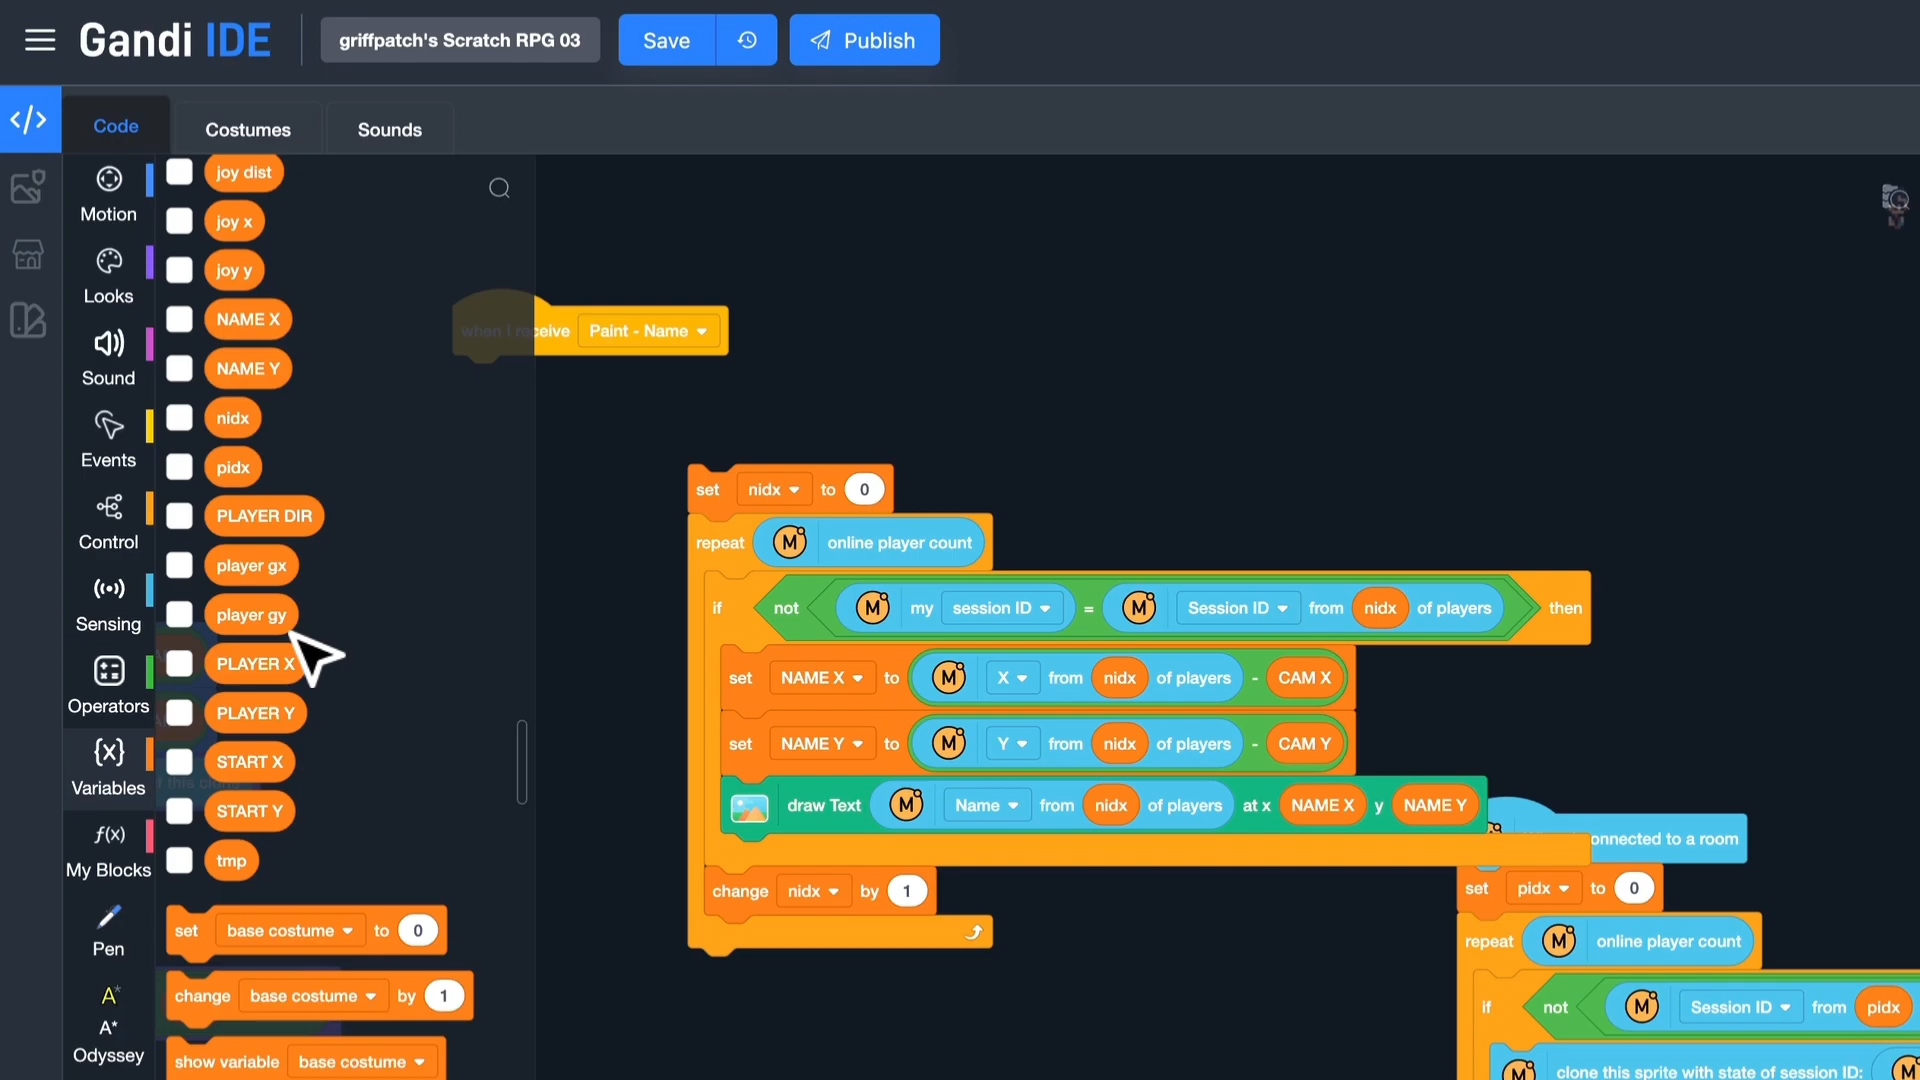 Gandi IDE
griffpatch's Scratch RPG 03
Save
Publish
Code
Costumes
Sounds
Motion
Looks
Sound
Events
Control
Sensing
Operators
Variables
My Blocks
Pen
A*
Odyssey
joy dist
joy x
joy y
NAME X
NAME Y
nidx
pidx
PLAYER DIR
player gx
player gy
PLAYER X
PLAYER Y
START X
START Y
tmp
set base costume to 0
change base costume by 1
show variable base costume
when I receive Paint - Name
set nidx to 0
repeat M online player count
if not M my session ID = M Session ID from nidx of players then
set NAME X to M X from nidx of players - CAM X
set NAME Y to M Y from nidx of players - CAM Y
draw Text M Name from nidx of players at x NAME X y NAME Y
change nidx by 1
onnected to a room
set pidx to 0
repeat M online player count
if not M Session ID from pidx
M clone this sprite with state of session ID: M